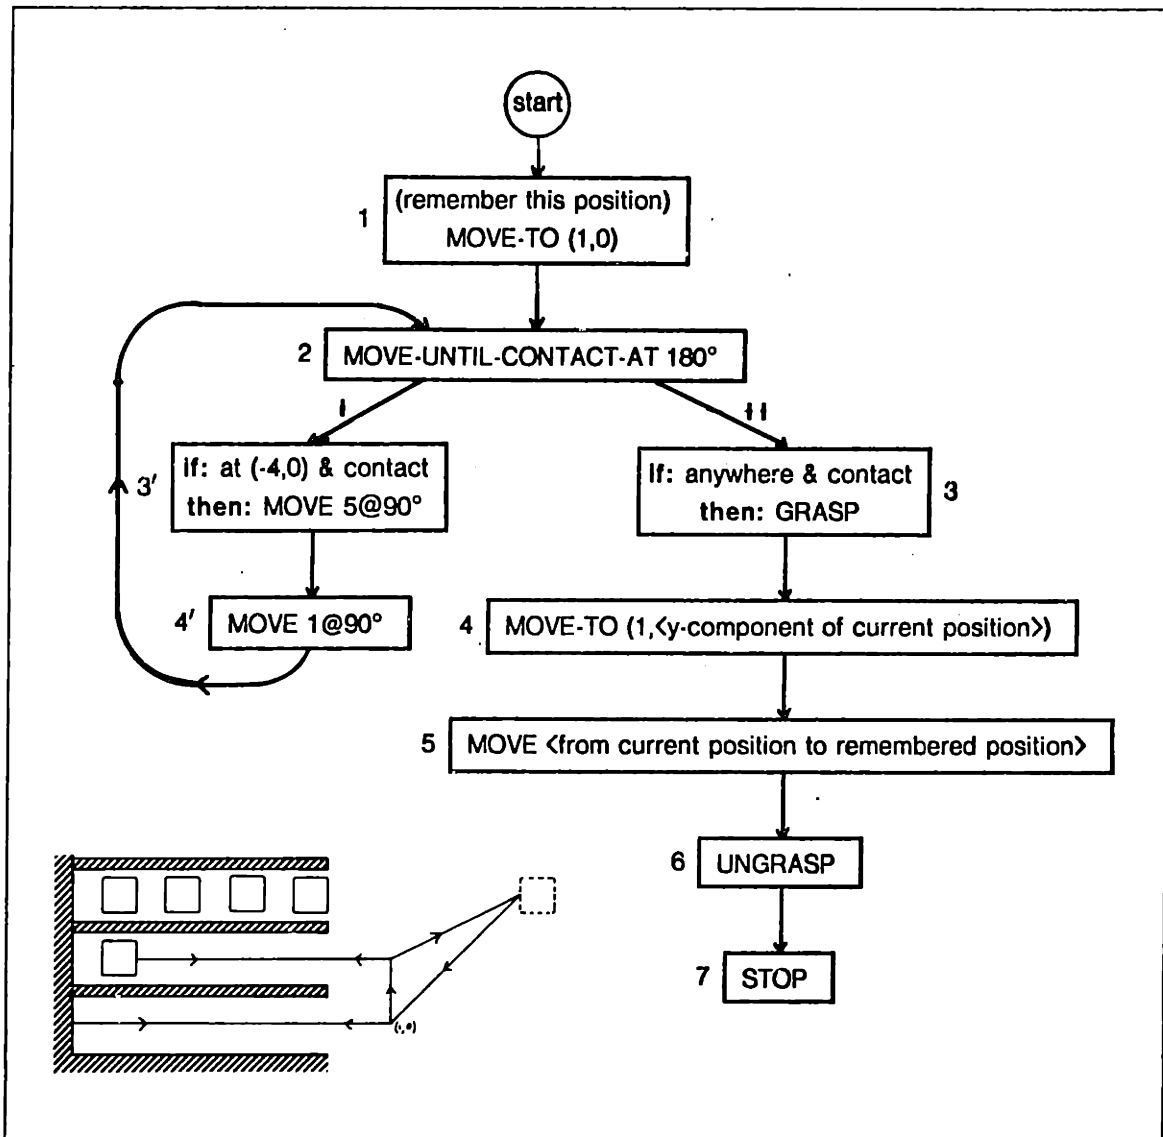 start
1
(remember this position)
MOVE-TO (1,0)
2
MOVE-UNTIL-CONTACT-AT 180°
3'
if: at (-4,0) & contact
then: MOVE 5@90°
if: anywhere & contact
then: GRASP
3
4'
MOVE 1@90°
4
MOVE-TO (1,<y-component of current position>)
5
MOVE <from current position to remembered position>
6
UNGRASP
7
STOP
(1,0)